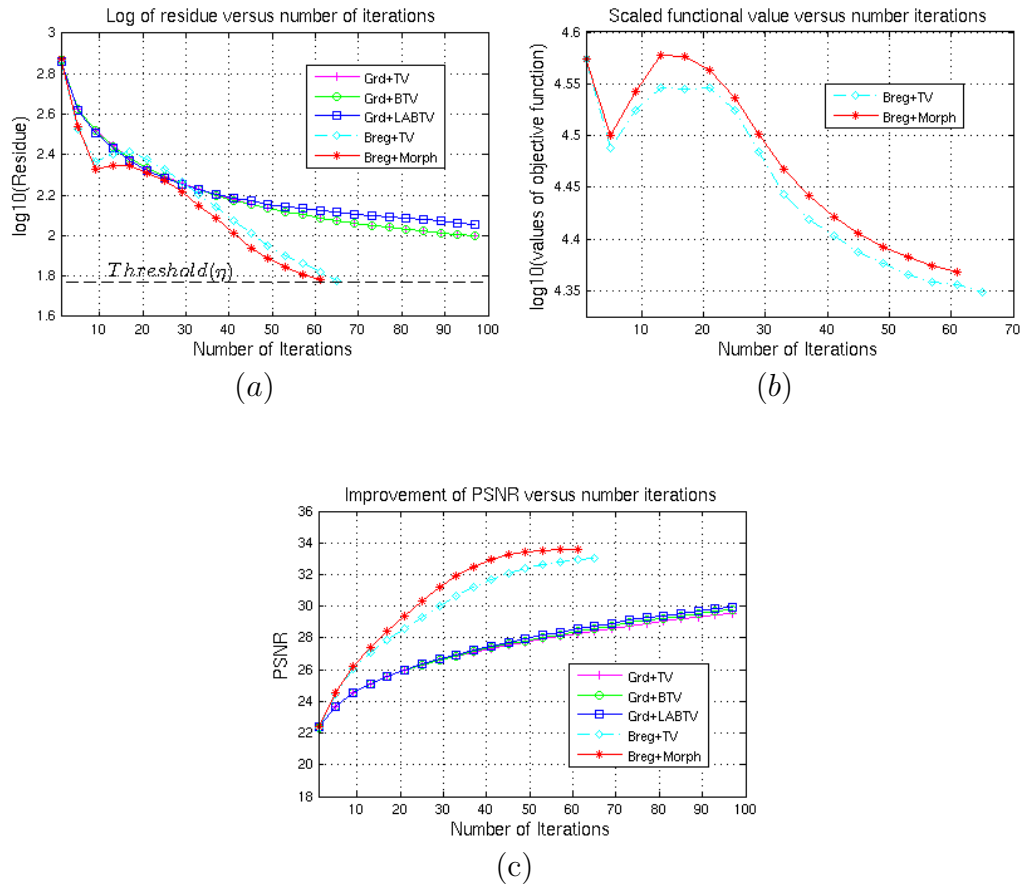 Log of residue versus number of iterations
3
2.8
2.6
2.4
2.2
2
1.8
1.6
log10(Residue)
Grd+TV
Grd+BTV
Grd+LABTV
Breg+TV
Breg+Morph
Threshold(η)
10 20 30 40 50 60 70 80 90 100
Number of Iterations
(a)
Scaled functional value versus number iterations
4.6
4.55
4.5
4.45
4.4
4.35
log10(values of objective function)
Breg+TV
Breg+Morph
10 20 30 40 50 60 70
Number of Iterations
(b)
Improvement of PSNR versus number iterations
36
34
32
30
28
26
24
22
20
18
PSNR
Grd+TV
Grd+BTV
Grd+LABTV
Breg+TV
Breg+Morph
10 20 30 40 50 60 70 80 90 100
Number of Iterations
(c)